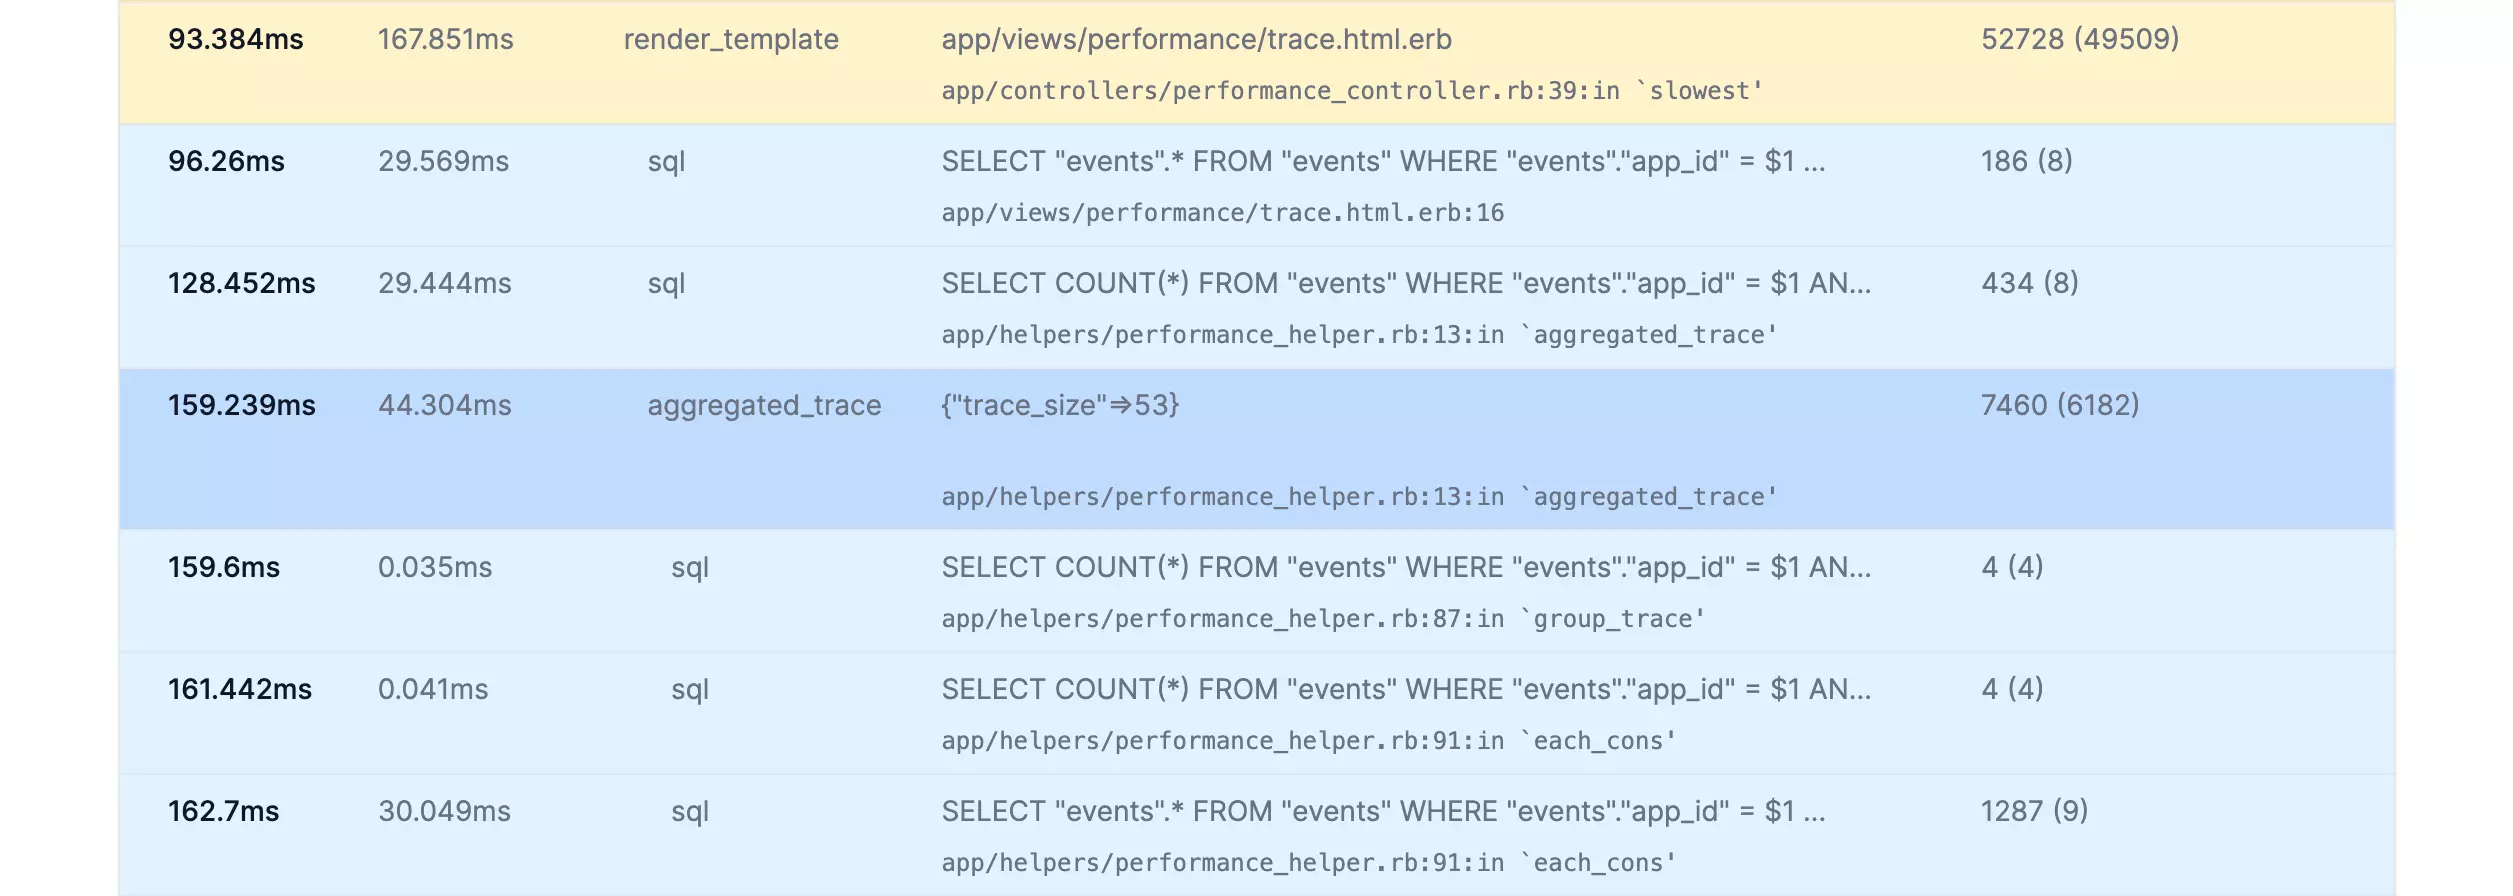 93.384ms 167.851ms render_template app/views/performance/trace.html.erb 52728 (49509)
app/controllers/performance_controller.rb:39:in `slowest'
96.26ms 29.569ms sql SELECT "events".* FROM "events" WHERE "events"."app_id" = $1 ... 186 (8)
app/views/performance/trace.html.erb:16
128.452ms 29.444ms sql SELECT COUNT(*) FROM "events" WHERE "events"."app_id" = $1 AN... 434 (8)
app/helpers/performance_helper.rb:13:in `aggregated_trace'
159.239ms 44.304ms aggregated_trace {"trace_size"=>53} 7460 (6182)
app/helpers/performance_helper.rb:13:in `aggregated_trace'
159.6ms 0.035ms sql SELECT COUNT(*) FROM "events" WHERE "events"."app_id" = $1 AN... 4 (4)
app/helpers/performance_helper.rb:87:in `group_trace'
161.442ms 0.041ms sql SELECT COUNT(*) FROM "events" WHERE "events"."app_id" = $1 AN... 4 (4)
app/helpers/performance_helper.rb:91:in `each_cons'
162.7ms 30.049ms sql SELECT "events".* FROM "events" WHERE "events"."app_id" = $1 ... 1287 (9)
app/helpers/performance_helper.rb:91:in `each_cons'